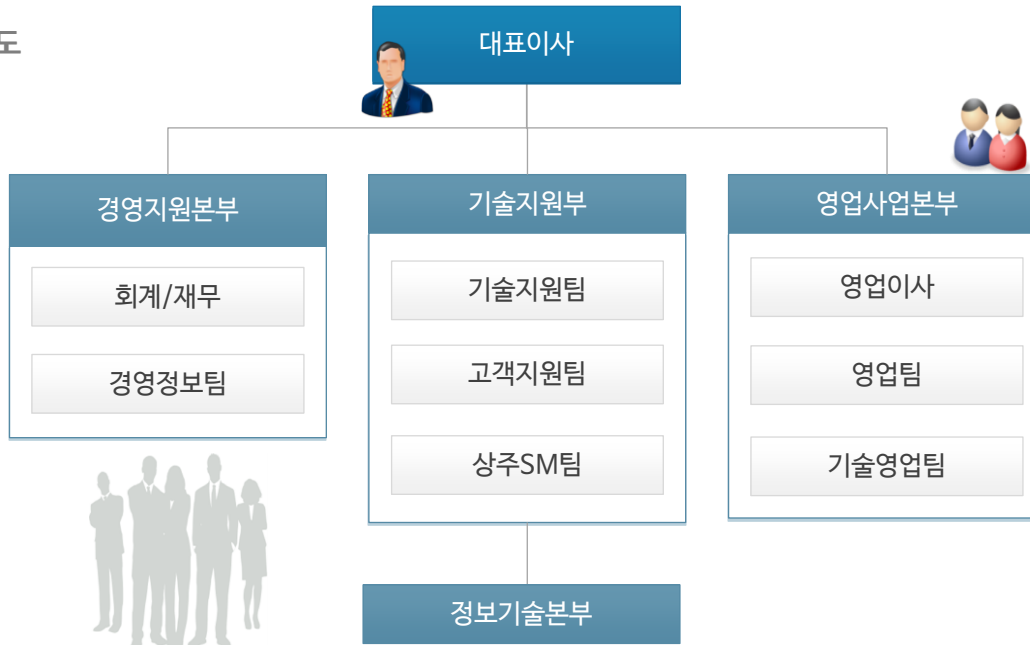 도
대표이사
경영지원본부
회계/재무
경영정보팀
기술지원부
기술지원팀
고객지원팀
상주SM팀
영업사업본부
영업이사
영업팀
기술영업팀
정보기술본부